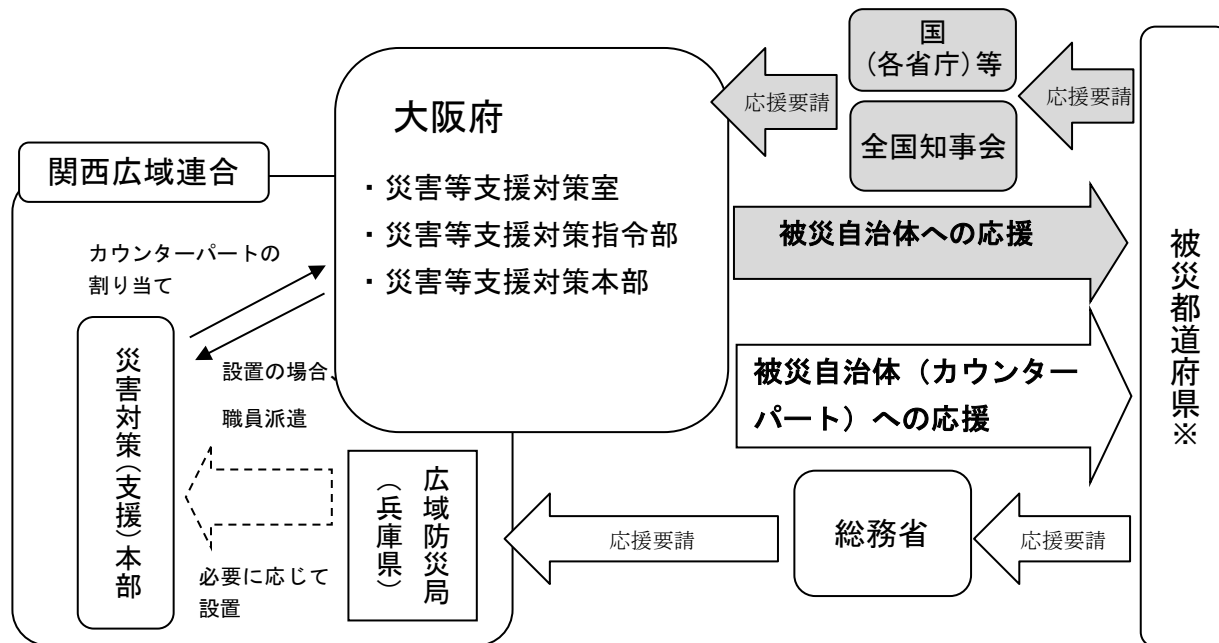 国
(各省庁)等
全国知事会
応援要請
応援要請
大阪府
・災害等支援対策室
・災害等支援対策指令部
・災害等支援対策本部
関西広域連合
カウンターパートの
割り当て
災害対策(支援)本部
設置の場合、
職員派遣
必要に応じて
設置
広域防災局
(兵庫県)
被災自治体への応援
被災自治体（カウンター
パート）への応援
応援要請
総務省
応援要請
被災都道府県※